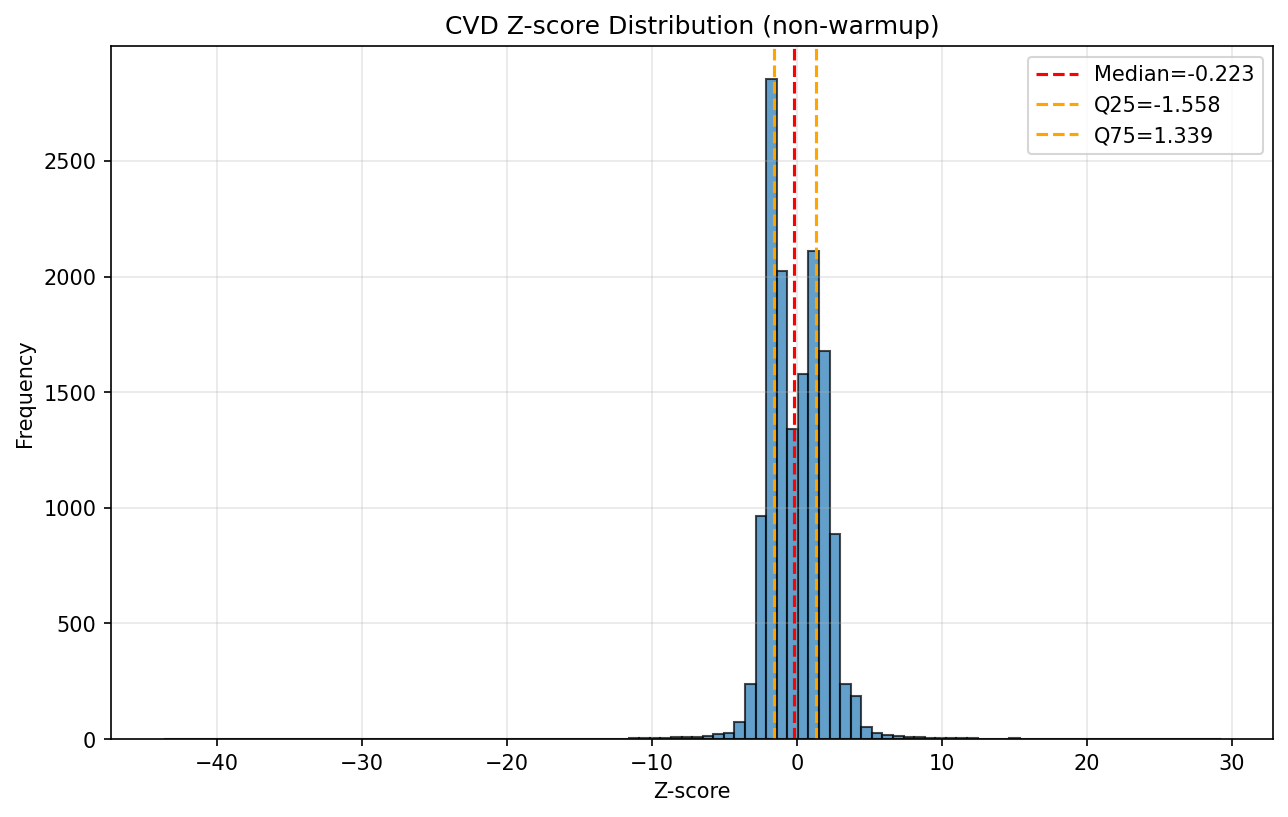 CVD Z-score Distribution (non-warmup)
Median=-0.223
Q25=-1.558
Q75=1.339
Frequency
2500
2000
1500
1000
500
0
−40
−30
−20
−10
0
10
20
30
Z-score